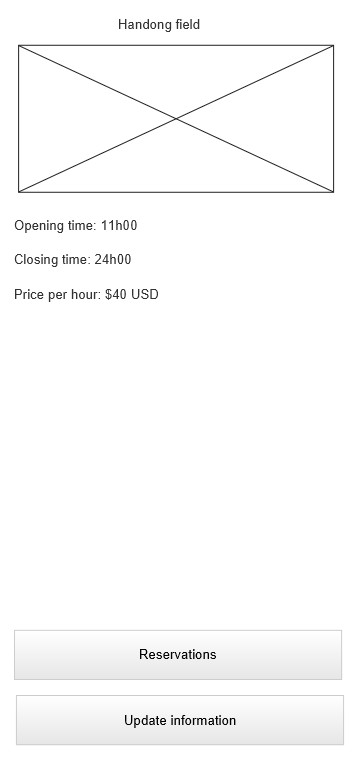 Handong field
Opening time: 11h00
Closing time: 24h00
Price per hour: $40 USD
Reservations
Update information